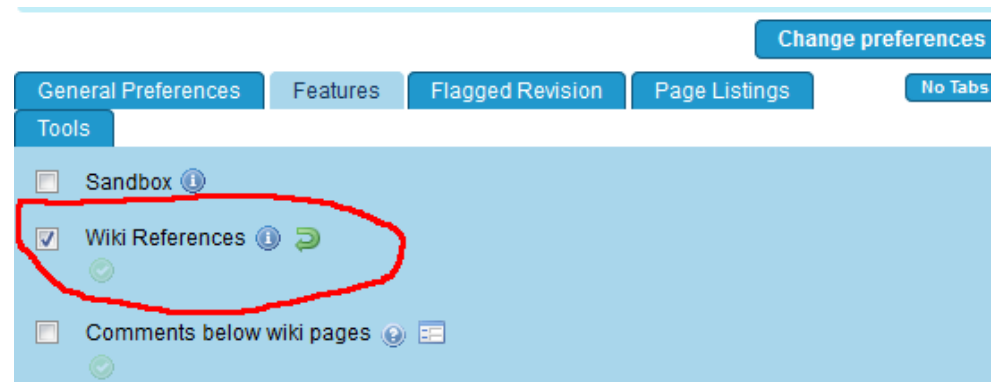 Change preferences
General Preferences Features Flagged Revision Page Listings No Tabs
Tools
Sandbox
Wiki References
Comments below wiki pages